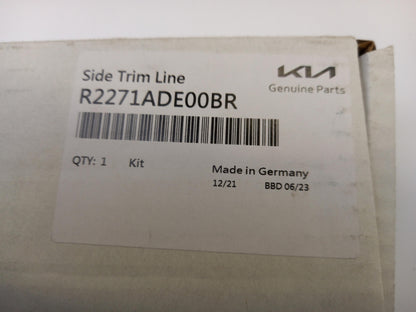 Side Trim Line
KIA
Genuine Parts
R2271ADE00BR
QTY: 1 Kit
Made in Germany
12/21 BBD 06/23